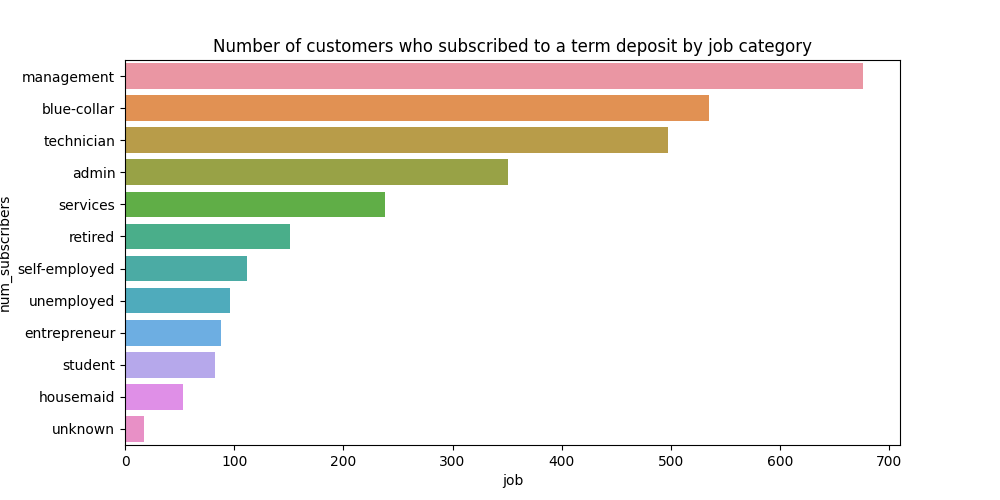 Number of customers who subscribed to a term deposit by job category
management
blue-collar
technician
admin
services
retired
self-employed
unemployed
entrepreneur
student
housemaid
unknown
num_subscribers
0 100 200 300 400 500 600 700
job